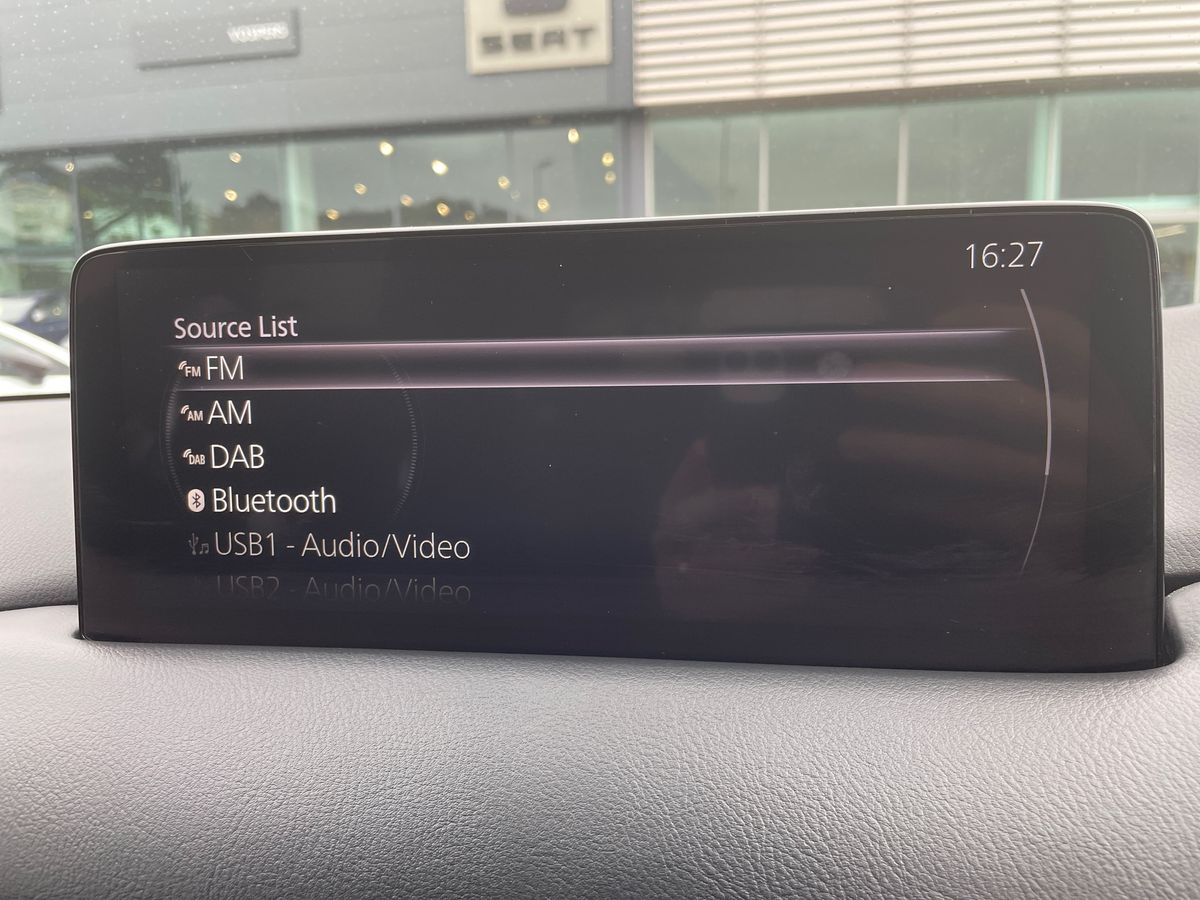 SEAT
16:27
Source List
FM FM
AM AM
DAB DAB
Bluetooth
USB1 - Audio/Video
USB2 - Audio/Video